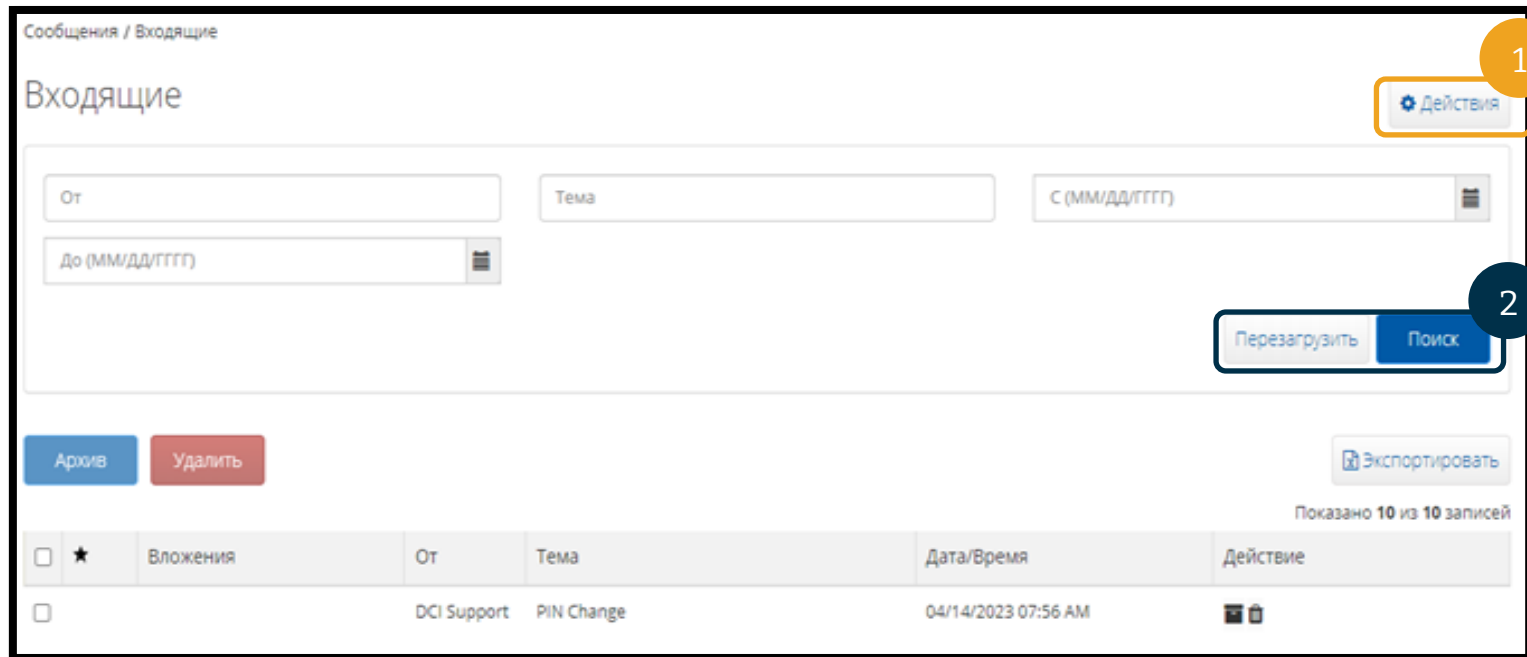 Сообщения / Входящие
1
Входящие
Действия
От
Тема
С (ММ/ДД/ГГГГ)
До (ММ/ДД/ГГГГ)
2
Перезагрузить
Поиск
Архив
Удалить
Экспортировать
Показано 10 из 10 записей
Вложения От Тема Дата/Время Действие
DCI Support PIN Change 04/14/2023 07:56 AM